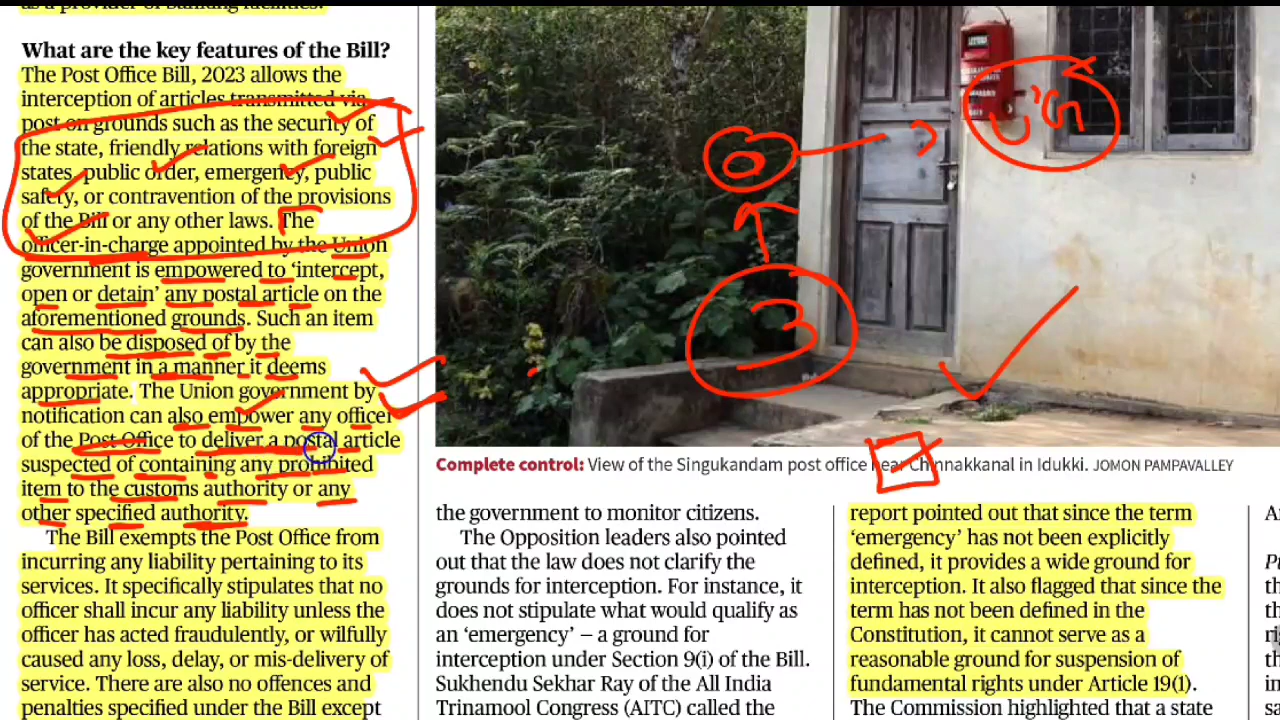 as a provider of banking facilities.
What are the key features of the Bill?
The Post Office Bill, 2023 allows the
interception of articles transmitted via
post on grounds such as the security of
the state, friendly relations with foreign
states, public order, emergency, public
safety, or contravention of the provisions
of the Bill or any other laws. The
officer-in-charge appointed by the Union
government is empowered to ‘intercept,
open or detain’ any postal article on the
aforementioned grounds. Such an item
can also be disposed of by the
government in a manner it deems
appropriate. The Union government by
notification can also empower any officer
of the Post Office to deliver a postal article
suspected of containing any prohibited
item to the customs authority or any
other specified authority.
The Bill exempts the Post Office from
incurring any liability pertaining to its
services. It specifically stipulates that no
officer shall incur any liability unless the
officer has acted fraudulently, or wilfully
caused any loss, delay, or mis-delivery of
service. There are also no offences and
penalties specified under the Bill except
3
Complete control: View of the Singukandam post office near Chinnakkanal in Idukki. JOMON PAMPAVALLEY
the government to monitor citizens.
The Opposition leaders also pointed
out that the law does not clarify the
grounds for interception. For instance, it
does not stipulate what would qualify as
an ‘emergency’ – a ground for
interception under Section 9(i) of the Bill.
Sukhendu Sekhar Ray of the All India
Trinamool Congress (AITC) called the
report pointed out that since the term
‘emergency’ has not been explicitly
defined, it provides a wide ground for
interception. It also flagged that since the
term has not been defined in the
Constitution, it cannot serve as a
reasonable ground for suspension of
fundamental rights under Article 19(1).
The Commission highlighted that a state